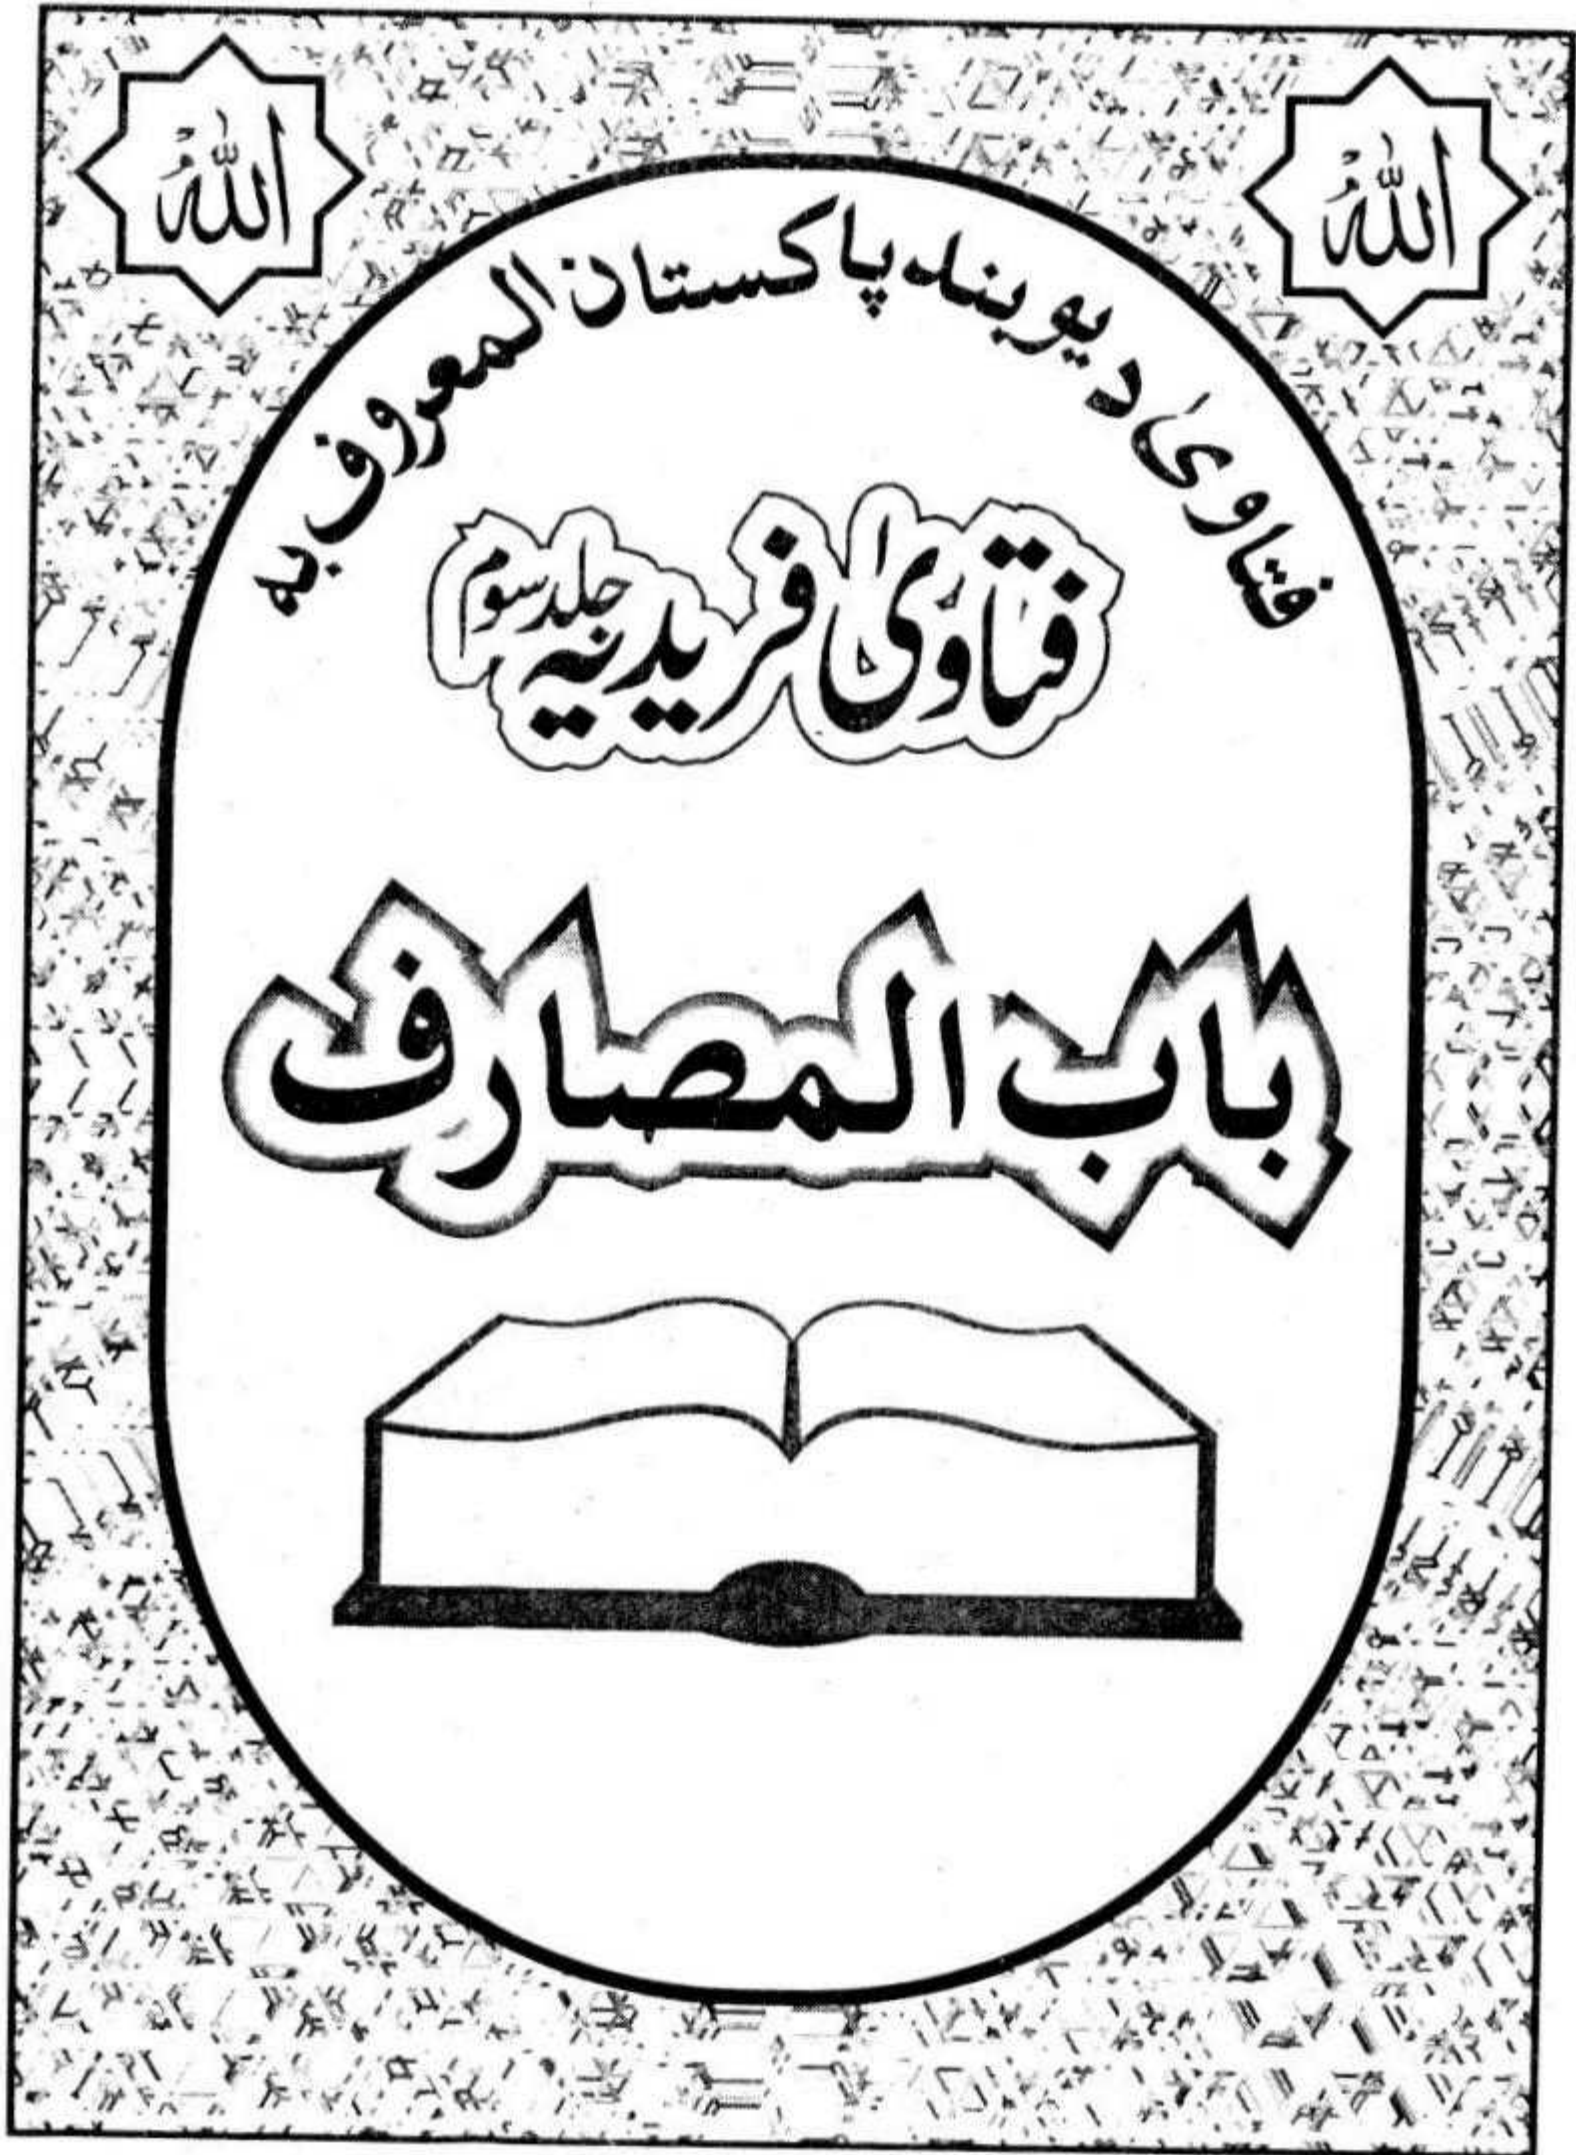 اللهُ
اللهُ
فتاویٰ دیوبند پاکستان المعروف بہ
فتاویٰ فریدیہ جلد سوم
باب المصارف